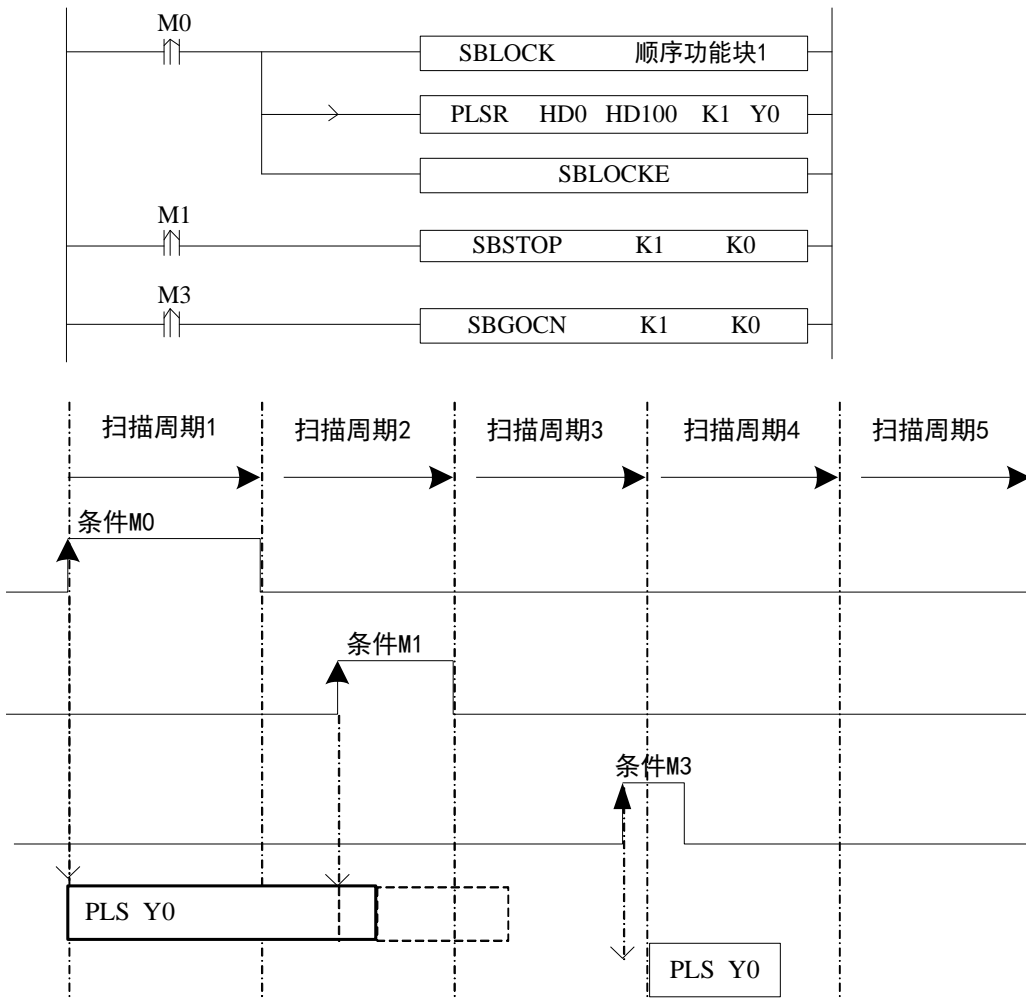 M0
SBLOCK 顺序功能块1
PLSR HD0 HD100 K1 Y0
SBLOCKE
M1
SBSTOP K1 K0
M3
SBGOCN K1 K0
扫描周期1 扫描周期2 扫描周期3 扫描周期4 扫描周期5
条件M0
条件M1
条件M3
PLS Y0
PLS Y0